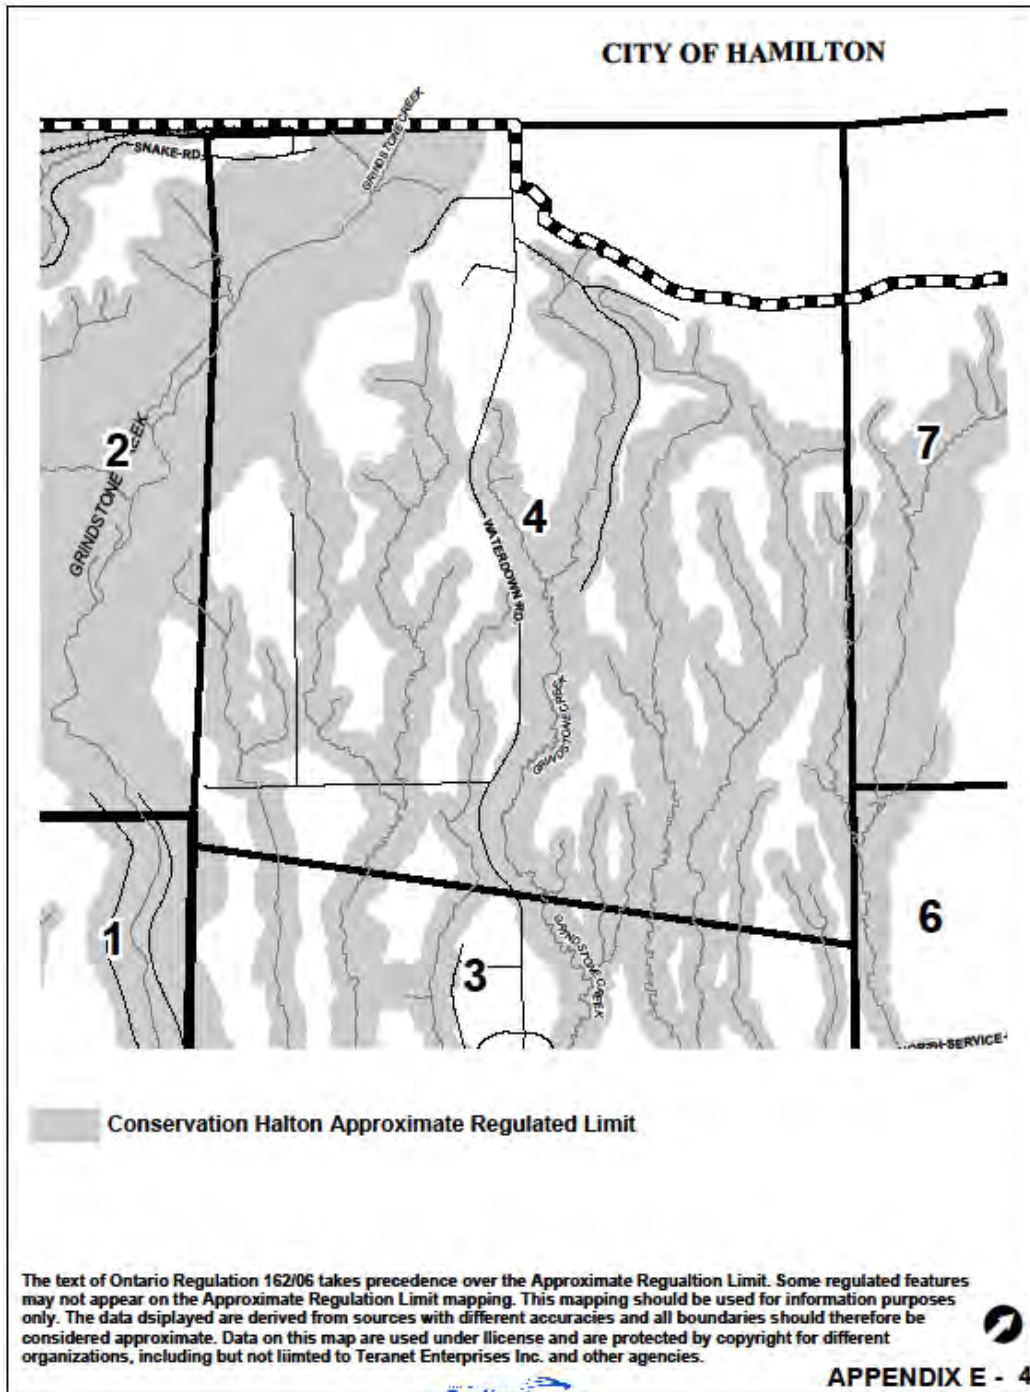 CITY OF HAMILTON
GRINDSTONE CREEK
SNAKE RD
2
GRINDSTONE CREEK
7
4
WATERDOWN RD
GRINDSTONE CREEK
1
3
GRINDSTONE CREEK
6
NORTH SERVICE
Conservation Halton Approximate Regulated Limit
The text of Ontario Regulation 162/06 takes precedence over the Approximate Regualtion Limit. Some regulated features
may not appear on the Approximate Regulation Limit mapping. This mapping should be used for information purposes
only. The data dsiplayed are derived from sources with different accuracies and all boundaries should therefore be
considered approximate. Data on this map are used under llicense and are protected by copyright for different
organizations, including but not liimted to Teranet Enterprises Inc. and other agencies.
APPENDIX E - 4